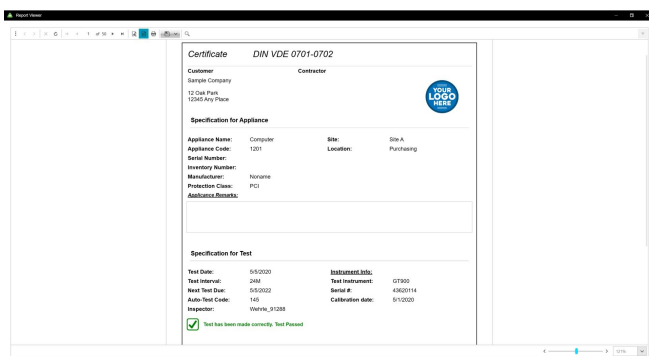 Report Viewer
1 of 50
Certificate DIN VDE 0701-0702
Customer Contractor
Sample Company
12 Oak Park
12345 Any Place
YOUR
LOGO
HERE
Specification for Appliance
Appliance Name: Computer Site: Site A
Appliance Code: 1201 Location: Purchasing
Serial Number:
Inventory Number:
Manufacturer: Noname
Protection Class: PCI
Applicance Remarks:
Specification for Test
Test Date: 5/5/2020 Instrument Info:
Test Interval: 24M Test Instrument: GT900
Next Test Due: 5/5/2022 Serial #: 43620114
Auto-Test Code: 145 Calibration date: 5/1/2020
Inspector: Wehrle_91288
Test has been made correctly. Test Passed